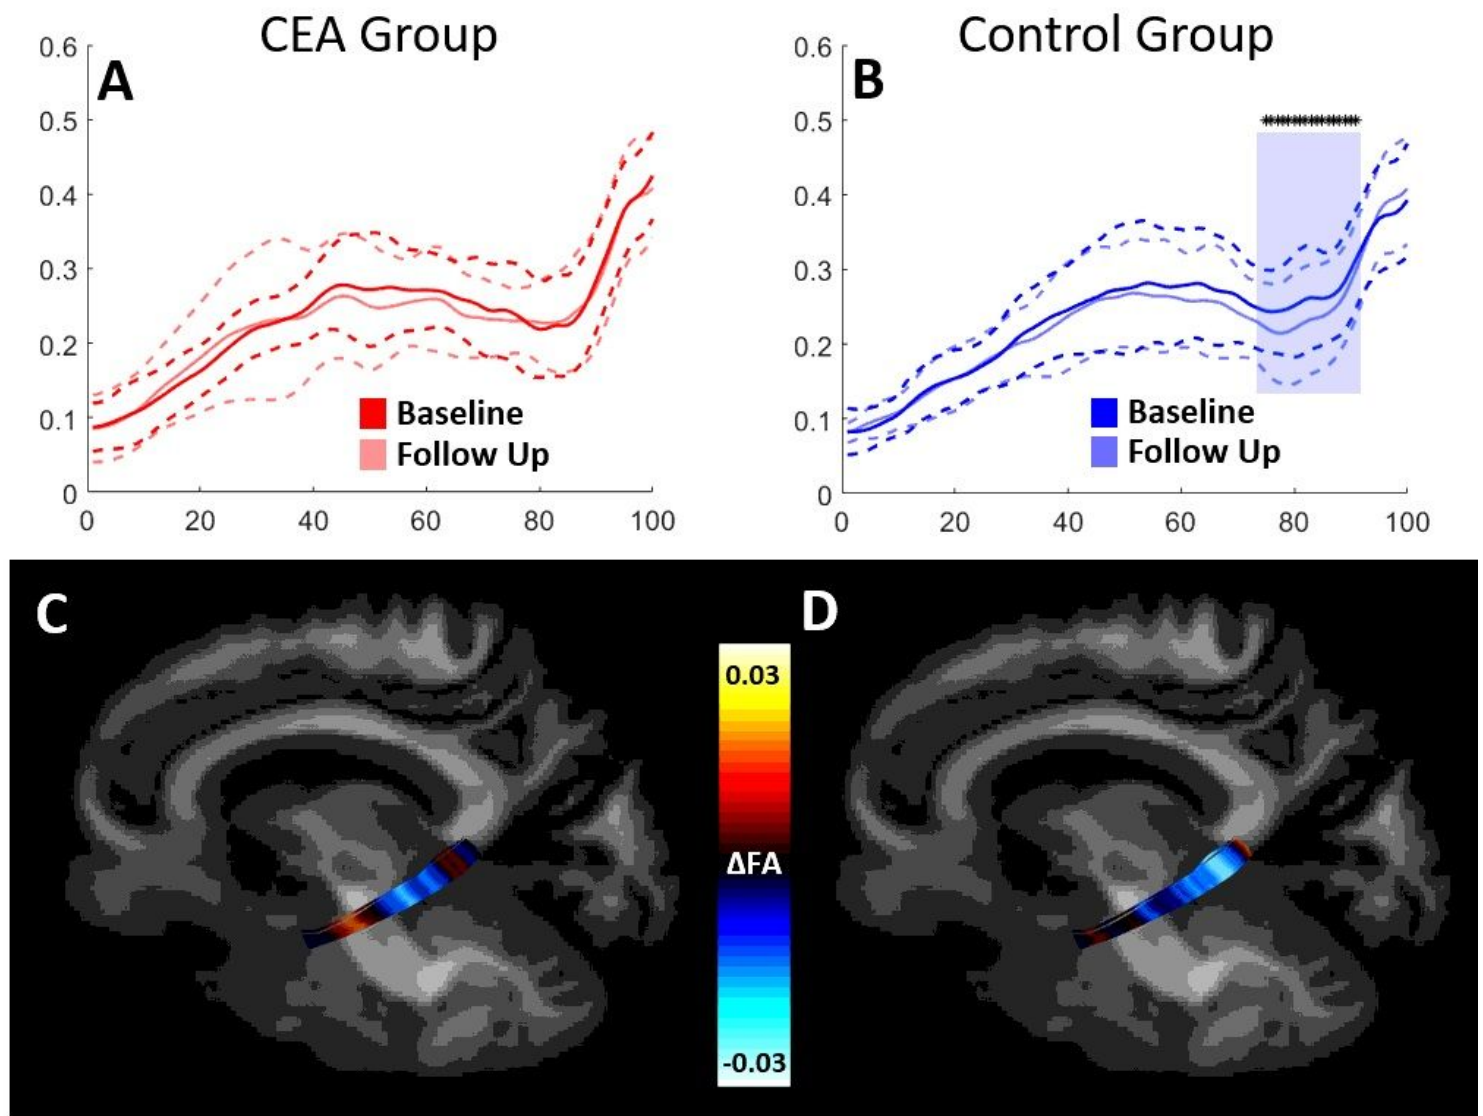 CEA Group
Control Group
A
B
0.6
0.5
0.4
0.3
0.2
0.1
0
0 20 40 60 80 100
Baseline
Follow Up
0.6
0.5
0.4
0.3
0.2
0.1
0
0 20 40 60 80 100
*****************
Baseline
Follow Up
C
D
0.03
ΔFA
-0.03